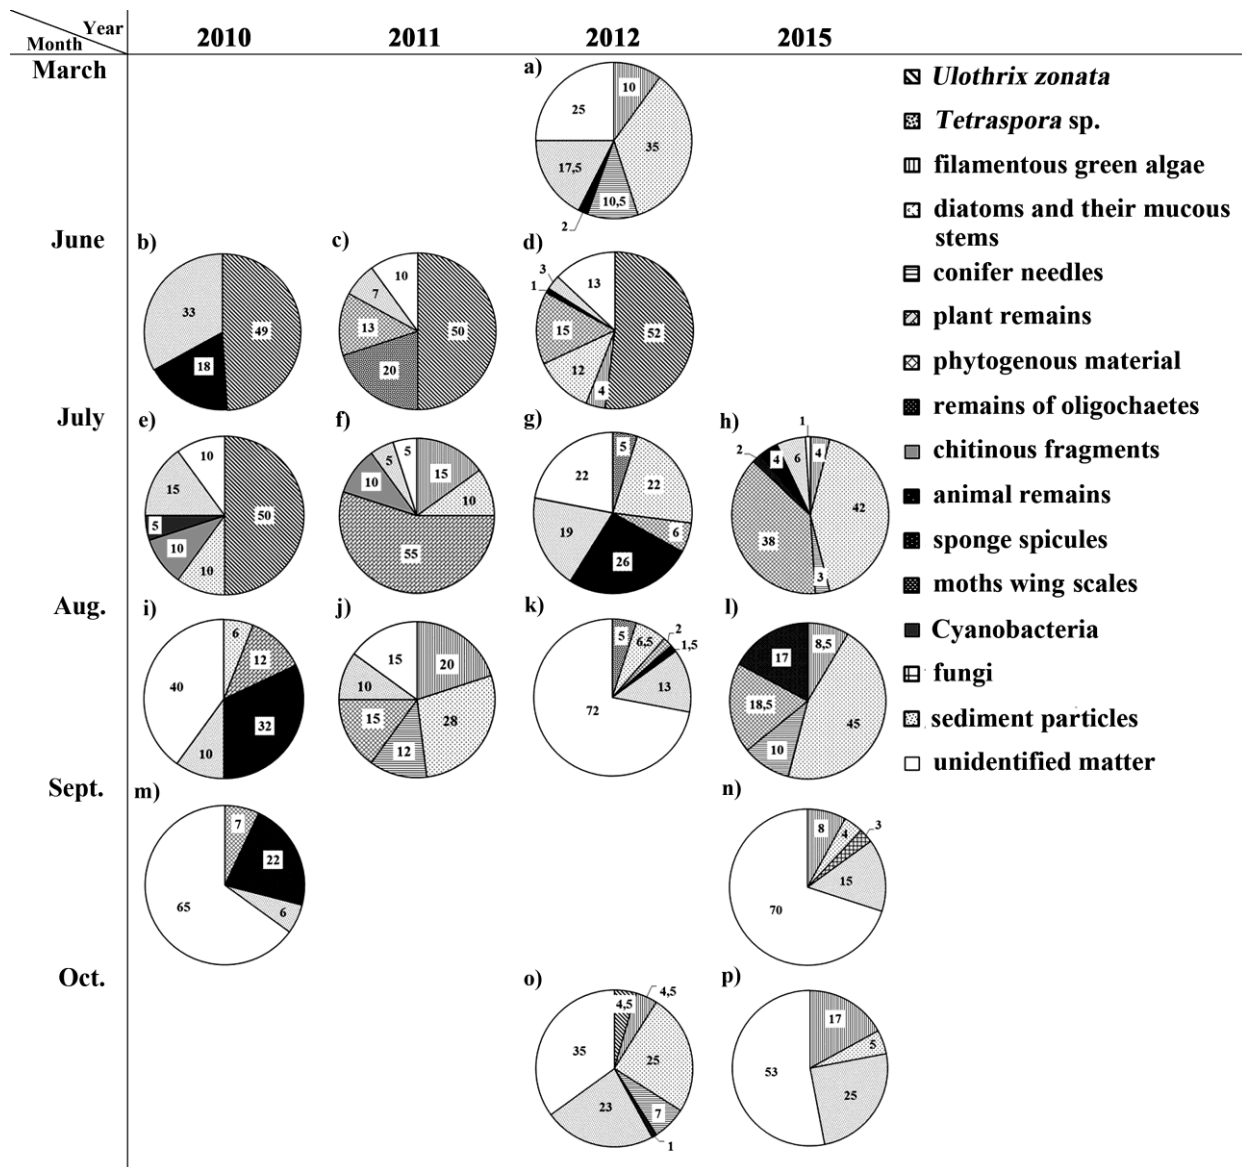 Year
Month
2010 2011 2012 2015
March
a)
10
35
10,5
2
17,5
25
June
b)
49
18
33
c)
50
20
13
7
10
d)
52
4
12
15
1
3
13
July
e)
50
10
10
5
15
10
f)
15
10
55
10
5
5
g)
5
22
6
26
19
22
h)
4
42
3
38
2
4
6
1
Aug.
i)
6
12
32
10
40
j)
20
28
12
15
10
15
k)
5
6,5
2
1,5
13
72
l)
8,5
45
10
18,5
17
Sept.
m)
7
22
6
65
n)
8
4
3
15
70
Oct.
o)
4,5
4,5
25
7
1
23
35
p)
17
5
25
53
Ulothrix zonata
Tetraspora sp.
filamentous green algae
diatoms and their mucous
stems
conifer needles
plant remains
phytogenous material
remains of oligochaetes
chitinous fragments
animal remains
sponge spicules
moths wing scales
Cyanobacteria
fungi
sediment particles
unidentified matter